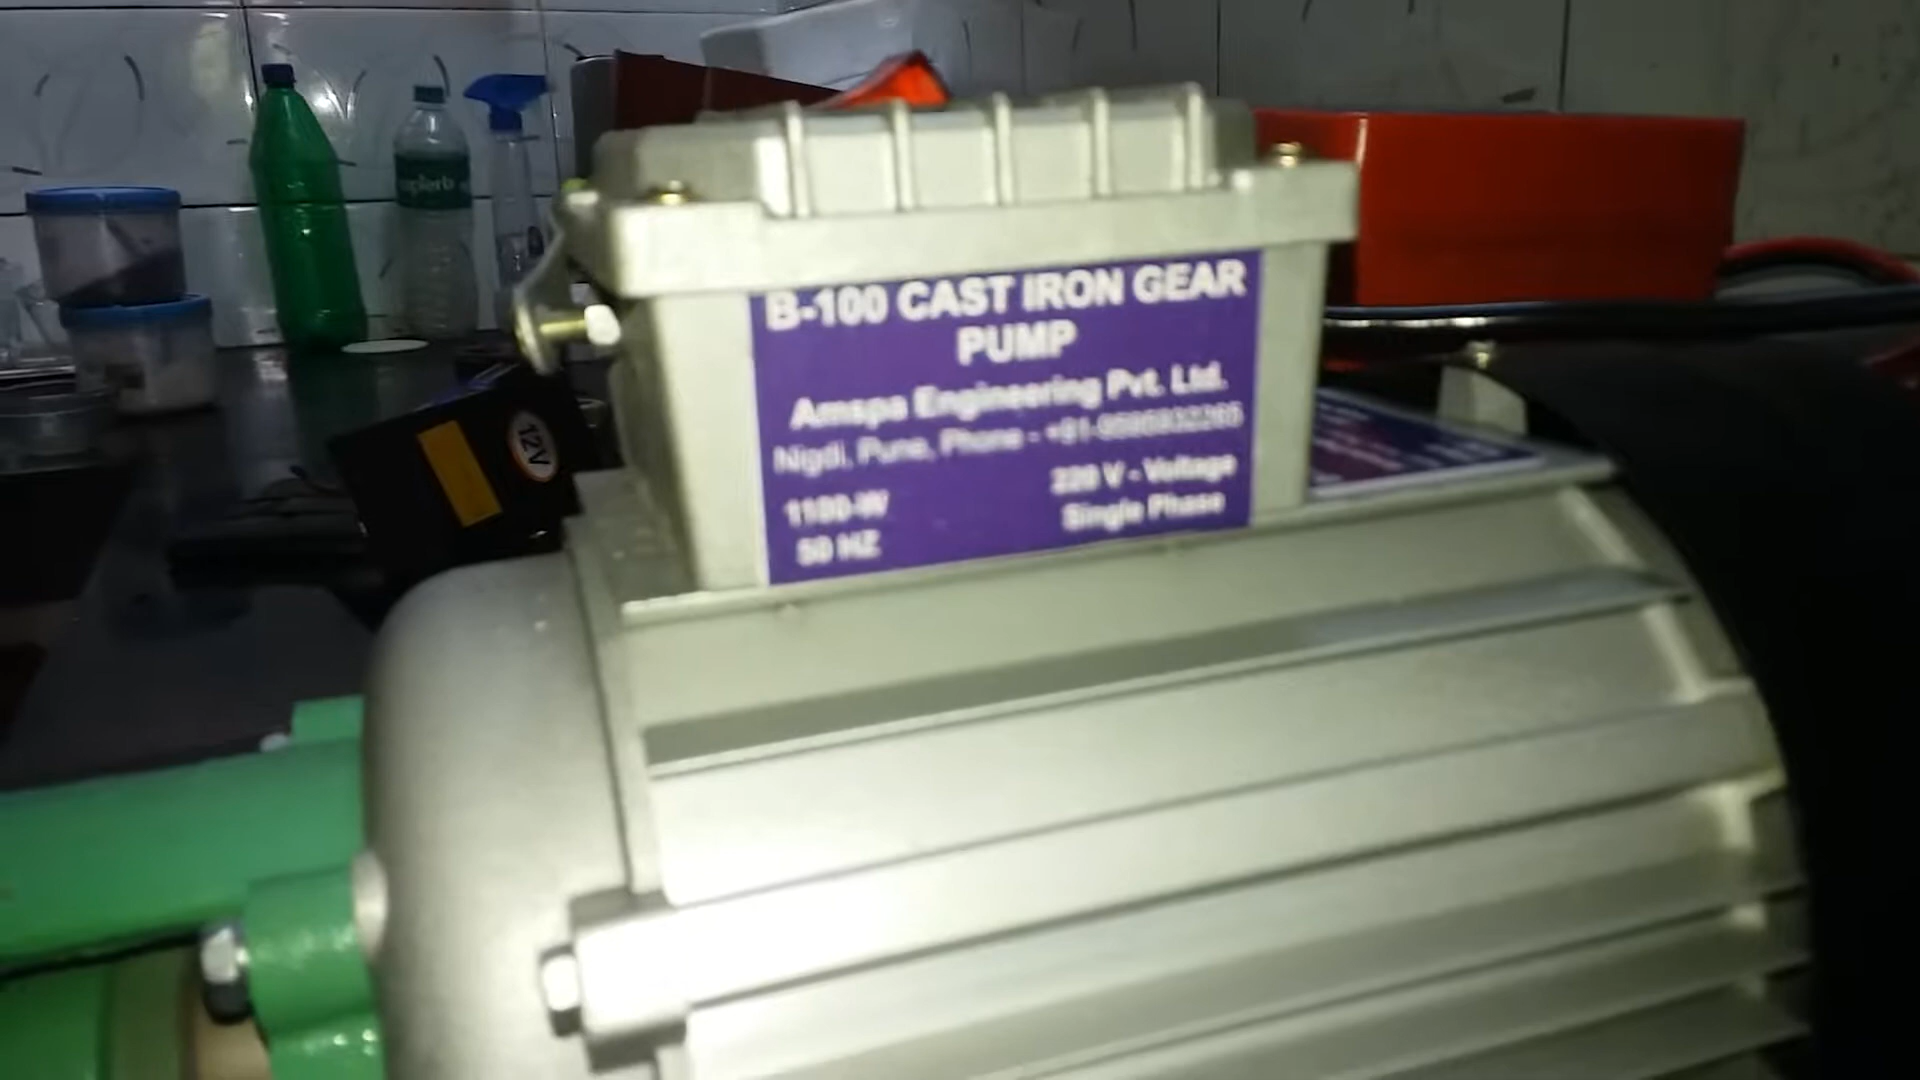 B-100 CAST IRON GEAR
PUMP
Amspa Engineering Pvt. Ltd.
Nigdi, Pune, Phone -
1100-W
220 V - Voltage
50 HZ
Single Phase
12V